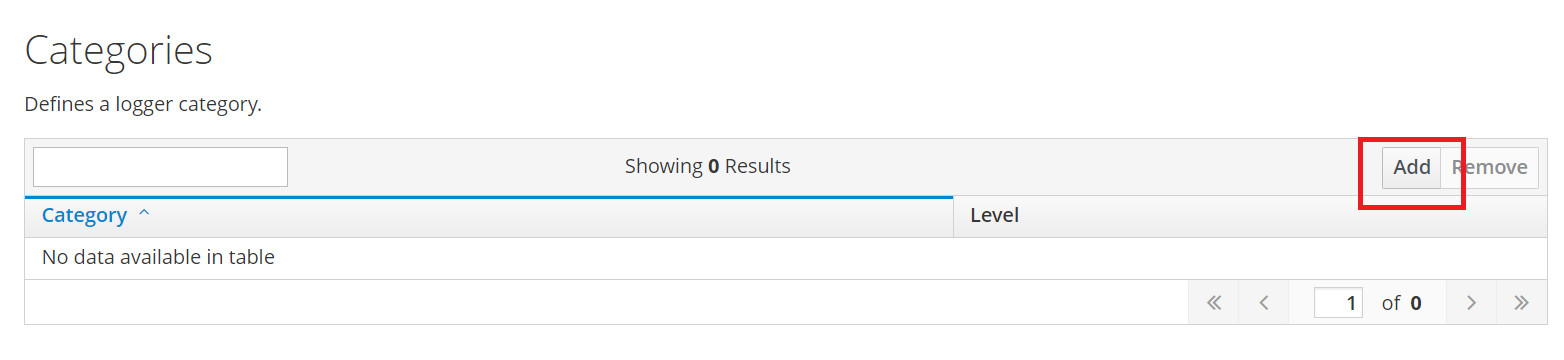 Categories
Defines a logger category.
Showing 0 Results
Add Remove
Category Level
No data available in table
1 of 0